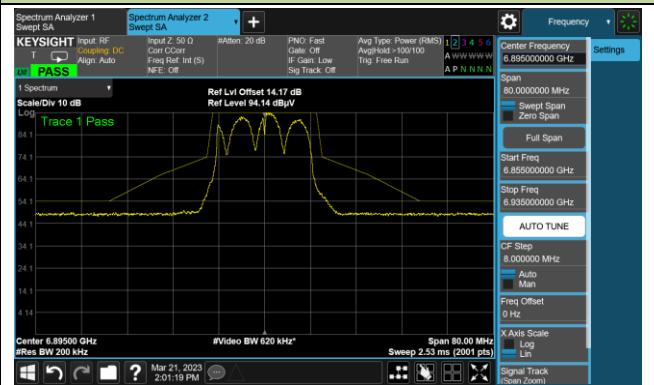 Spectrum Analyzer 1
Swept SA
Spectrum Analyzer 2
Swept SA
Frequency
KEYSIGHT
Input: RF
Coupling: DC
Align: Auto
Input Z: 50 Ω
Corr CCorr
Freq Ref: Int (S)
NFE: Off
#Atten: 20 dB
PNO: Fast
Gate: Off
IF Gain: Low
Sig Track: Off
Avg Type: Power (RMS)
Avg|Hold >100/100
Trig: Free Run
1 2 3 4 5 6
A W W W W W
A P N N N N
T
LXI
PASS
1 Spectrum
Scale/Div 10 dB
Ref Lvl Offset 14.17 dB
Ref Level 94.14 dBµV
Log
Trace 1 Pass
84.1
74.1
64.1
54.1
44.1
34.1
24.1
14.1
4.14
Center 6.89500 GHz
#Video BW 620 kHz*
Span 80.00 MHz
#Res BW 200 kHz
Sweep 2.53 ms (2001 pts)
Mar 21, 2023
2:01:19 PM
Center Frequency
6.895000000 GHz
Settings
Span
80.0000000 MHz
Swept Span
Zero Span
Full Span
Start Freq
6.855000000 GHz
Stop Freq
6.935000000 GHz
AUTO TUNE
CF Step
8.000000 MHz
Auto
Man
Freq Offset
0 Hz
X Axis Scale
Log
Lin
Signal Track
(Span Zoom)